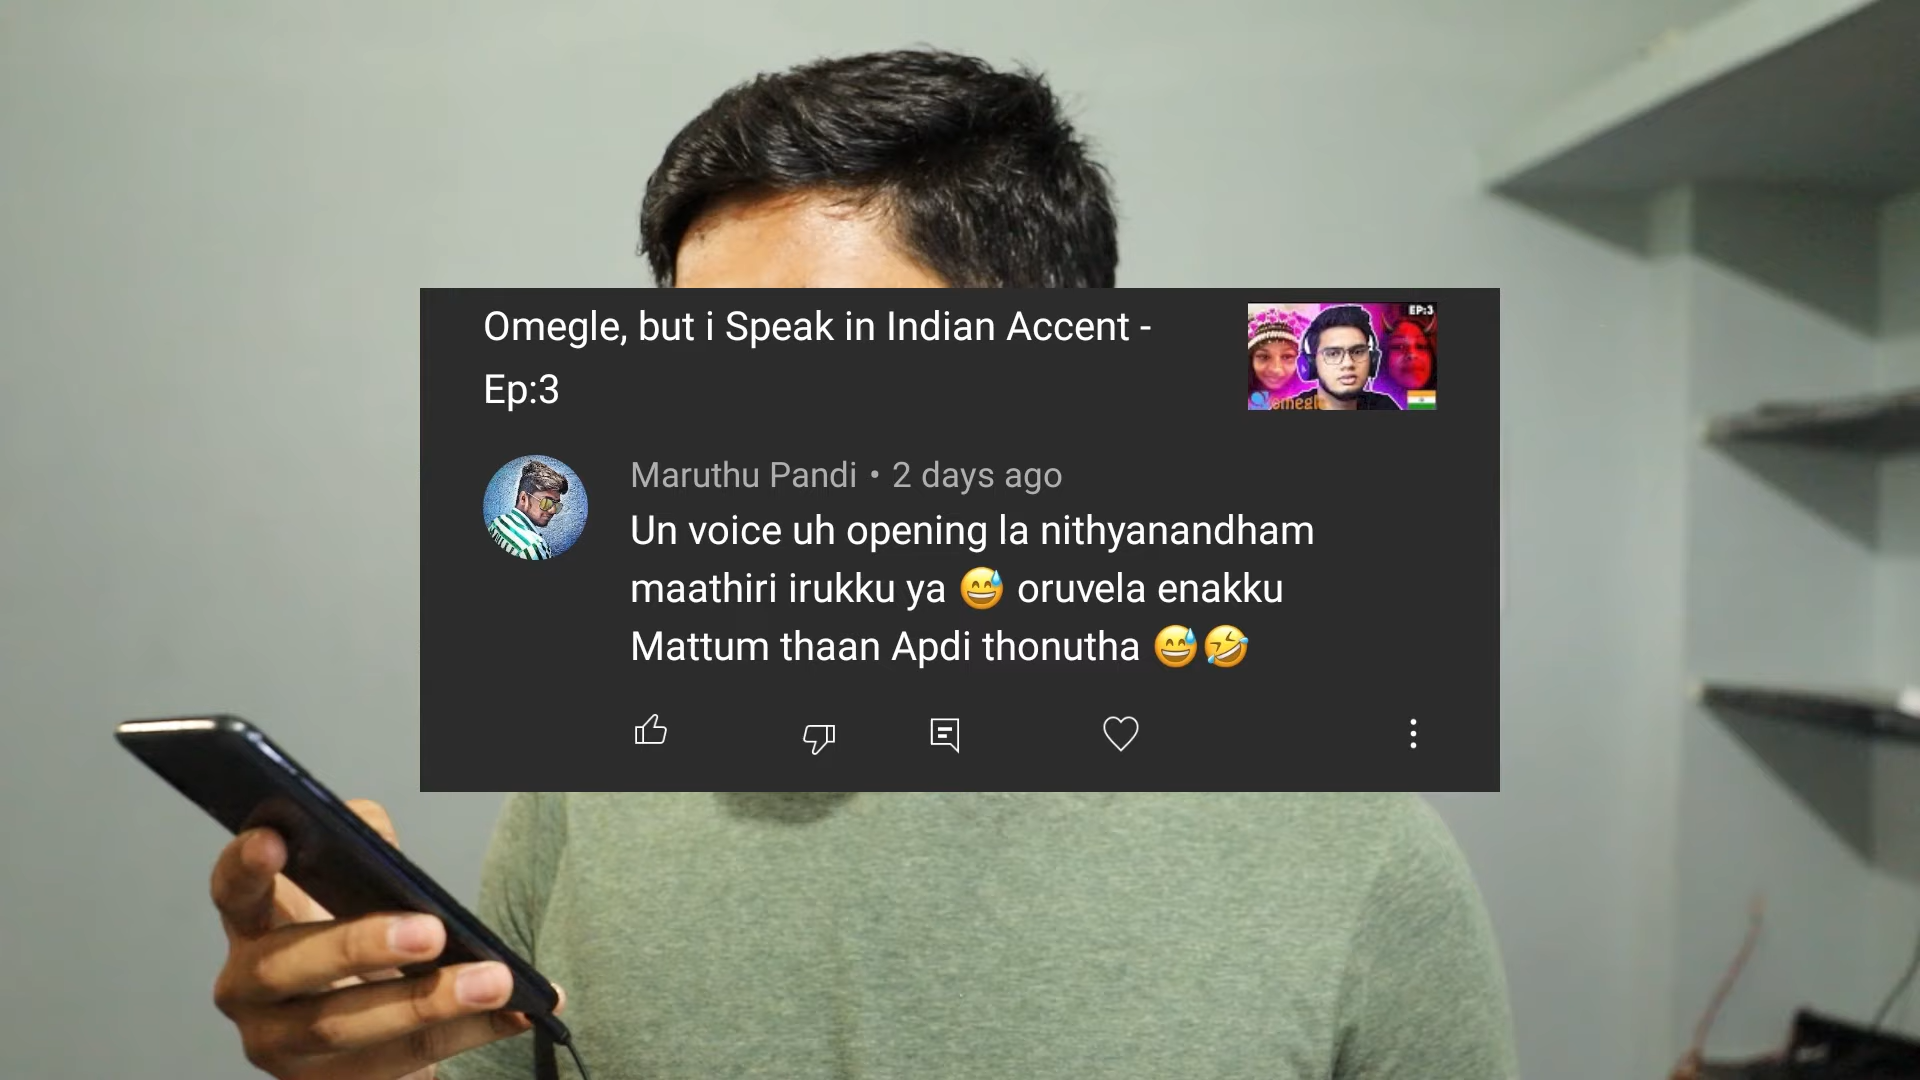 Omegle, but i Speak in Indian Accent -
Ep:3
EP:3
omegle
Maruthu Pandi • 2 days ago
Un voice uh opening la nithyanandham
maathiri irukku ya 😅 oruvela enakku
Mattum thaan Apdi thonutha 😅🤣